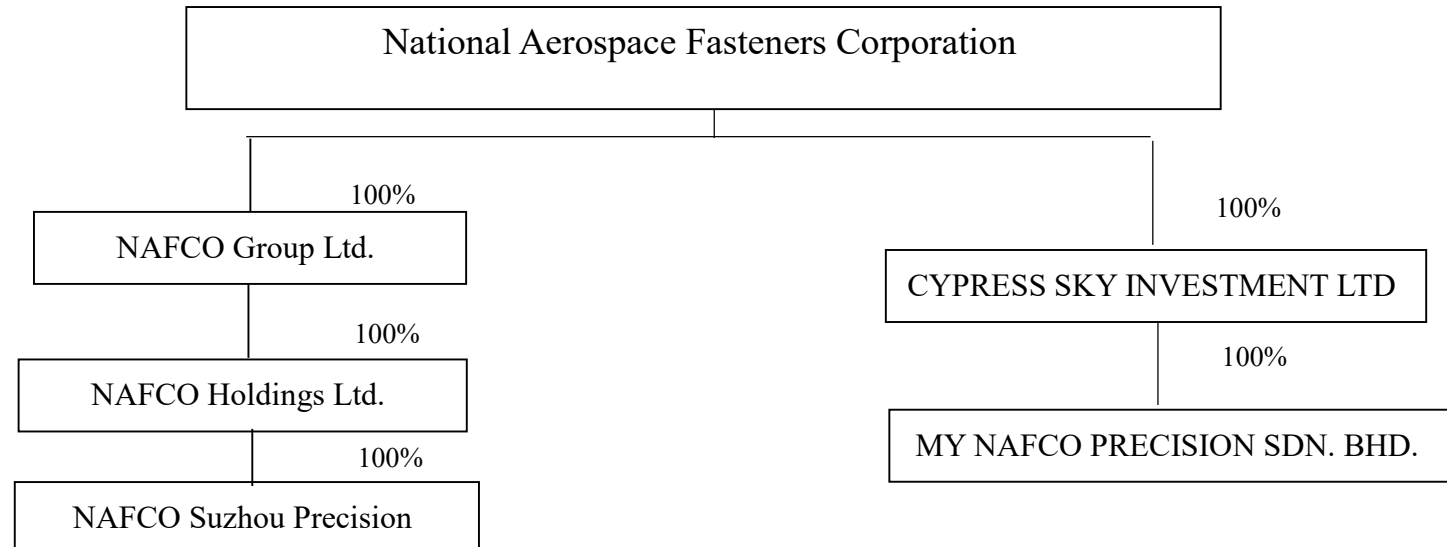 National Aerospace Fasteners Corporation
100%
100%
NAFCO Group Ltd.
CYPRESS SKY INVESTMENT LTD
100%
100%
NAFCO Holdings Ltd.
MY NAFCO PRECISION SDN. BHD.
100%
NAFCO Suzhou Precision